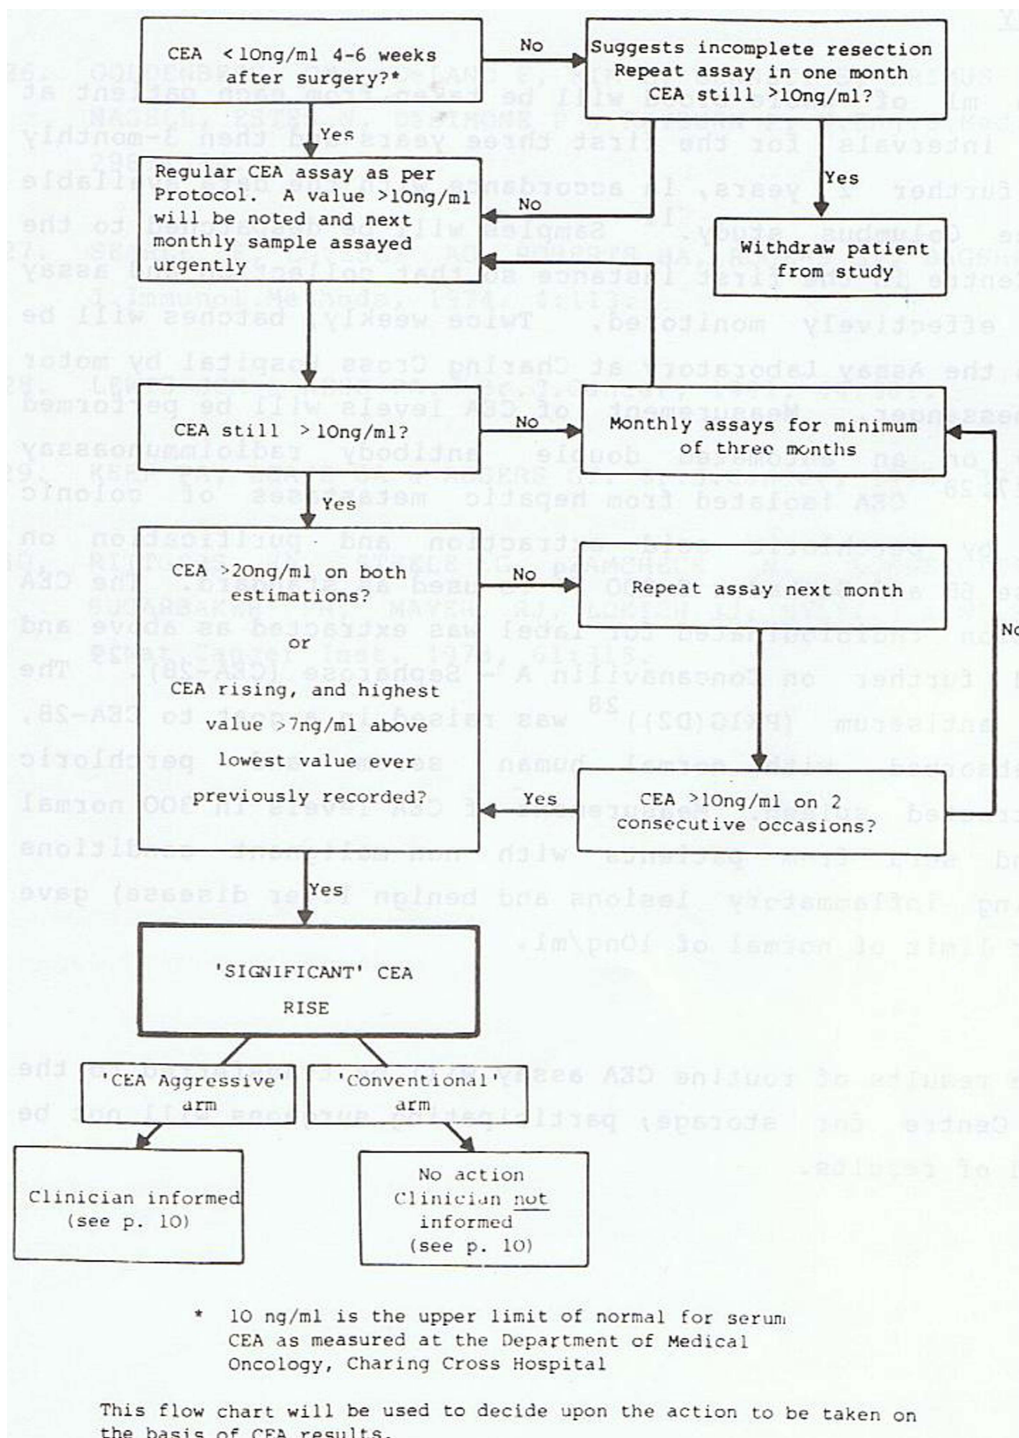 CEA <10ng/ml 4-6 weeks
after surgery?*
No
Suggests incomplete resection
Repeat assay in one month
CEA still >10ng/ml?
Yes
Regular CEA assay as per
Protocol. A value >10ng/ml
will be noted and next
monthly sample assayed
urgently
No
Yes
Withdraw patient
from study
CEA still >10ng/ml?
No
Monthly assays for minimum
of three months
Yes
CEA >20ng/ml on both
estimations?
or
CEA rising, and highest
value >7ng/ml above
lowest value ever
previously recorded?
No
Repeat assay next month
No
Yes
CEA >10ng/ml on 2
consecutive occasions?
Yes
'SIGNIFICANT' CEA
RISE
'CEA Aggressive'
arm
'Conventional'
arm
Clinician informed
(see p. 10)
No action
Clinician not
informed
(see p. 10)
* 10 ng/ml is the upper limit of normal for serum
CEA as measured at the Department of Medical
Oncology, Charing Cross Hospital
This flow chart will be used to decide upon the action to be taken on
the basis of CEA results.